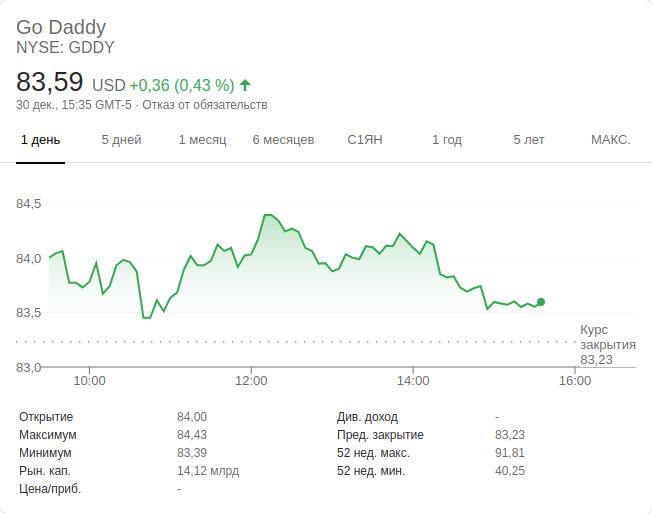 Go Daddy
NYSE: GDDY
83,59 USD +0,36 (0,43 %)
30 дек., 15:35 GMT-5 · Отказ от обязательств
1 день 5 дней 1 месяц 6 месяцев С1ЯН 1 год 5 лет МАКС.
84,5
84,0
83,5
Курс
закрытия
83,23
83,0
10:00 12:00 14:00 16:00
Открытие 84,00 Див. доход -
Максимум 84,43 Пред. закрытие 83,23
Минимум 83,39 52 нед. макс. 91,81
Рын. кап. 14,12 млрд 52 нед. мин. 40,25
Цена/приб. -